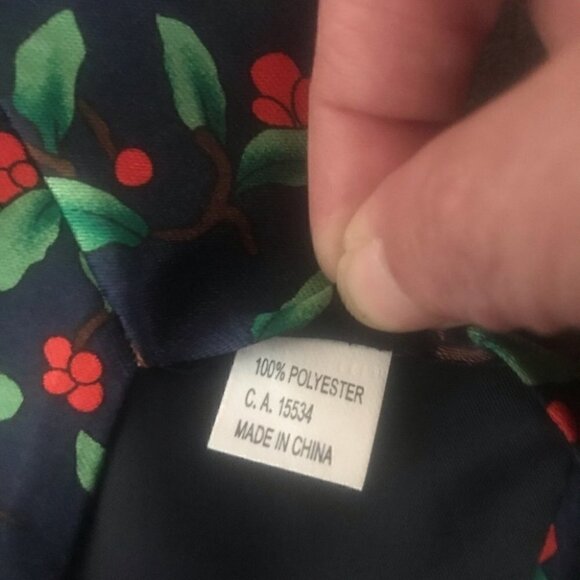 100% POLYESTER
C. A. 15534
MADE IN CHINA